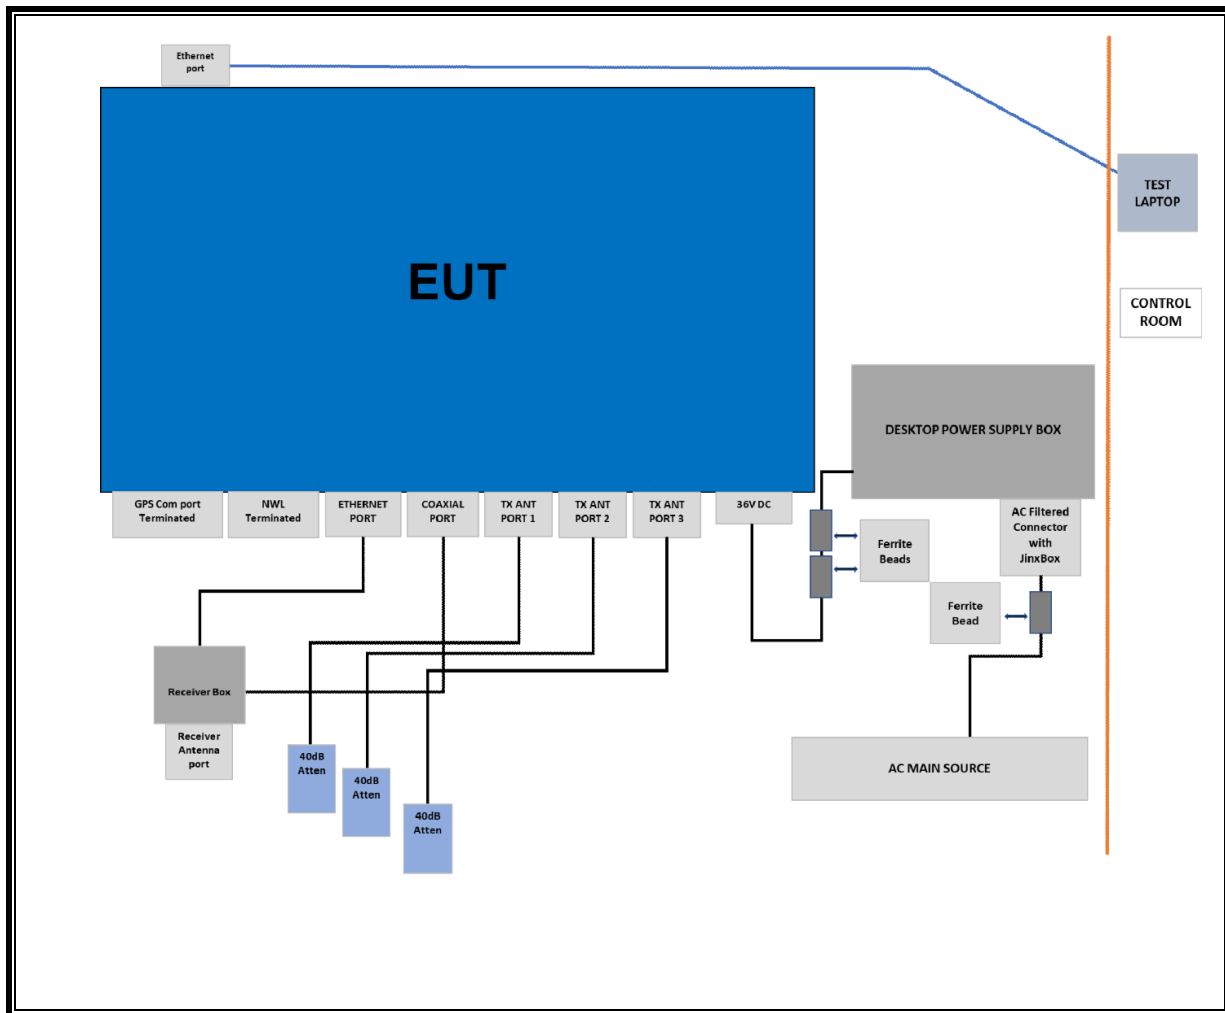 Ethernet
port
TEST
LAPTOP
EUT
CONTROL
ROOM
DESKTOP POWER SUPPLY BOX
GPS Com port
Terminated
NWL
Terminated
ETHERNET
PORT
COAXIAL
PORT
TX ANT
PORT 1
TX ANT
PORT 2
TX ANT
PORT 3
36V DC
AC Filtered
Connector
with
JinxBox
Ferrite
Beads
Ferrite
Bead
Receiver Box
Receiver
Antenna
port
40dB
Atten
40dB
Atten
40dB
Atten
AC MAIN SOURCE